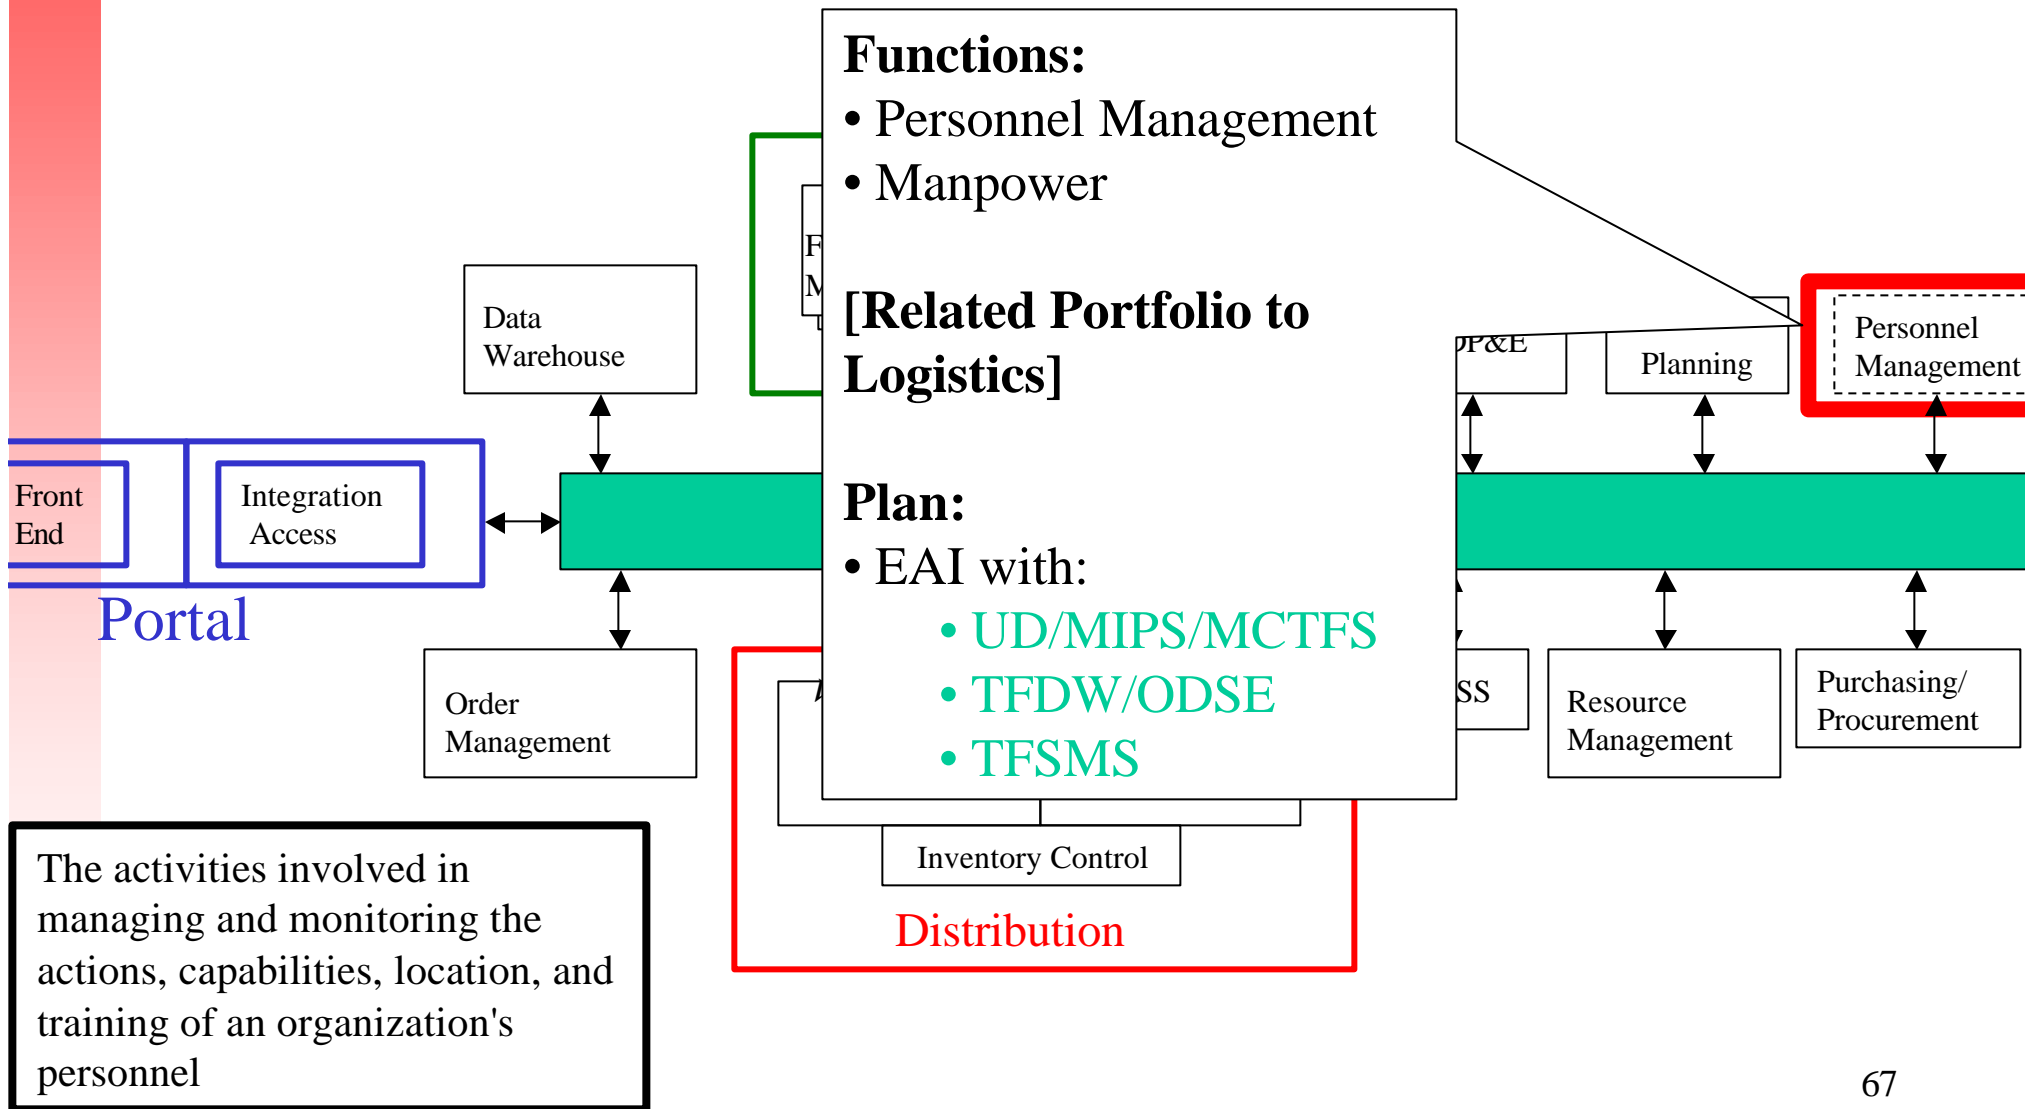 Functions:
• Personnel Management
• Manpower
[Related Portfolio to
Logistics]
Plan:
• EAI with:
• UD/MIPS/MCTFS
• TFDW/ODSE
• TFSMS
Data
Warehouse
Planning
Personnel
Management
Front
End
Integration
Access
Portal
Order
Management
Resource
Management
Purchasing/
Procurement
Inventory Control
Distribution
The activities involved in
managing and monitoring the
actions, capabilities, location, and
training of an organization's
personnel
67